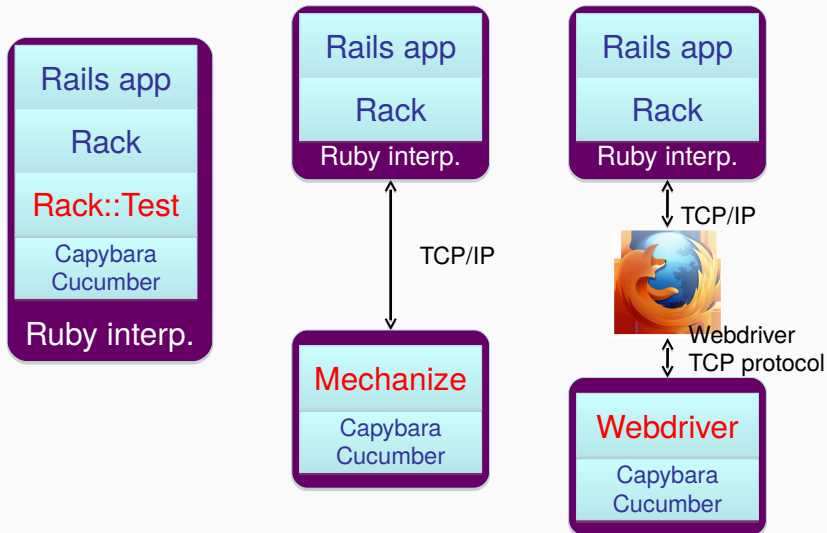 Rails app
Rack
Rack::Test
Capybara
Cucumber
Ruby interp.
Rails app
Rack
Ruby interp.
TCP/IP
Mechanize
Capybara
Cucumber
Rails app
Rack
Ruby interp.
TCP/IP
Webdriver
TCP protocol
Webdriver
Capybara
Cucumber